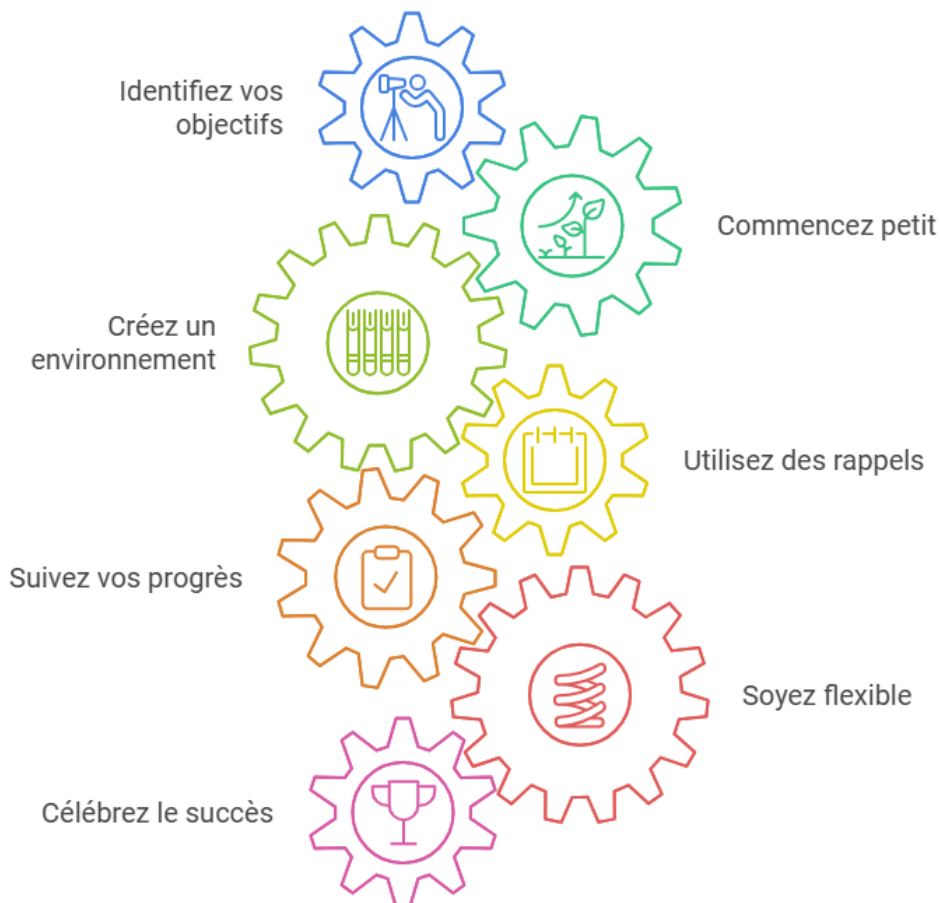 Identifiez vos
objectifs
Commencez petit
Créez un
environnement
Utilisez des rappels
Suivez vos progrès
Soyez flexible
Célébrez le succès